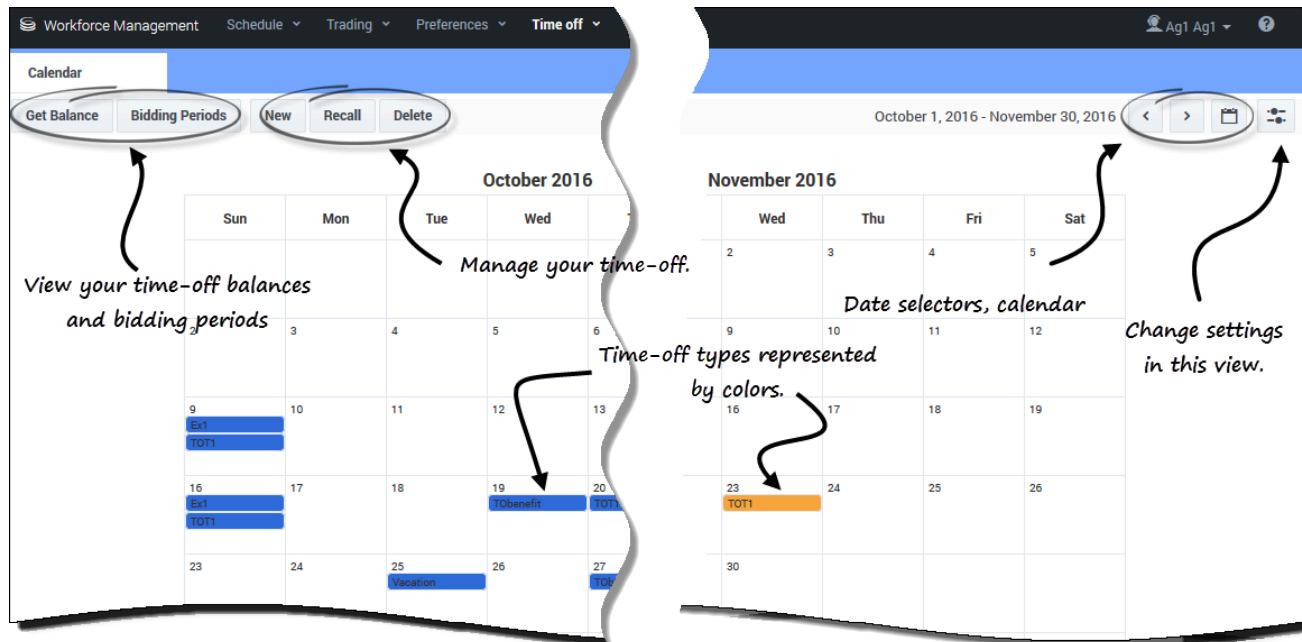 Workforce Management Schedule Trading Preferences Time off Ag1 Ag1 ?
Calendar
Get Balance Bidding Periods New Recall Delete October 1, 2016 - November 30, 2016
October 2016 November 2016
Sun Mon Tue Wed Wed Thu Fri Sat
2 3 4 5
Manage your time-off.
View your time-off balances
and bidding periods
Date selectors, calendar
Change settings
in this view.
2 3 4 5 6 9 10 11 12
Time-off types represented
by colors.
9 10 11 12 13 16 17 18 19
Ex1
TOT1
16 17 18 19 20 23 24 25 26
Ex1 TObenefit TOT1 TOT1
TOT1
23 24 25 26 27 30
Vacation TOb